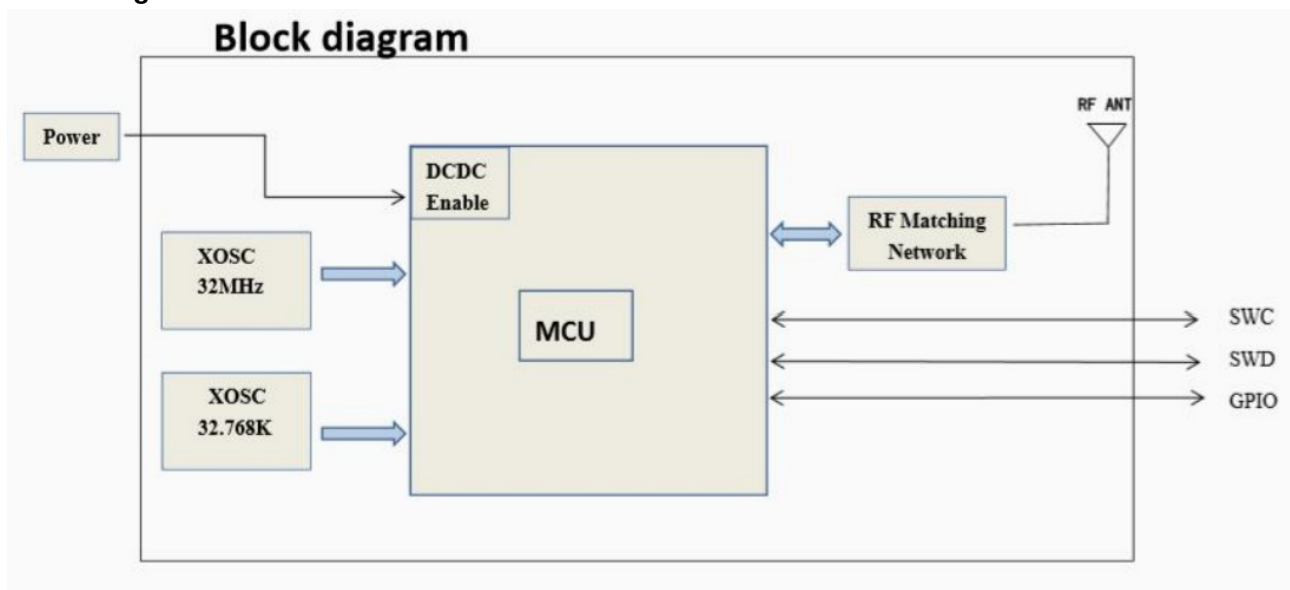 Block diagram
RF ANT
Power
DCDC
Enable
RF Matching
Network
XOSC
32MHz
MCU
SWC
SWD
GPIO
XOSC
32.768K